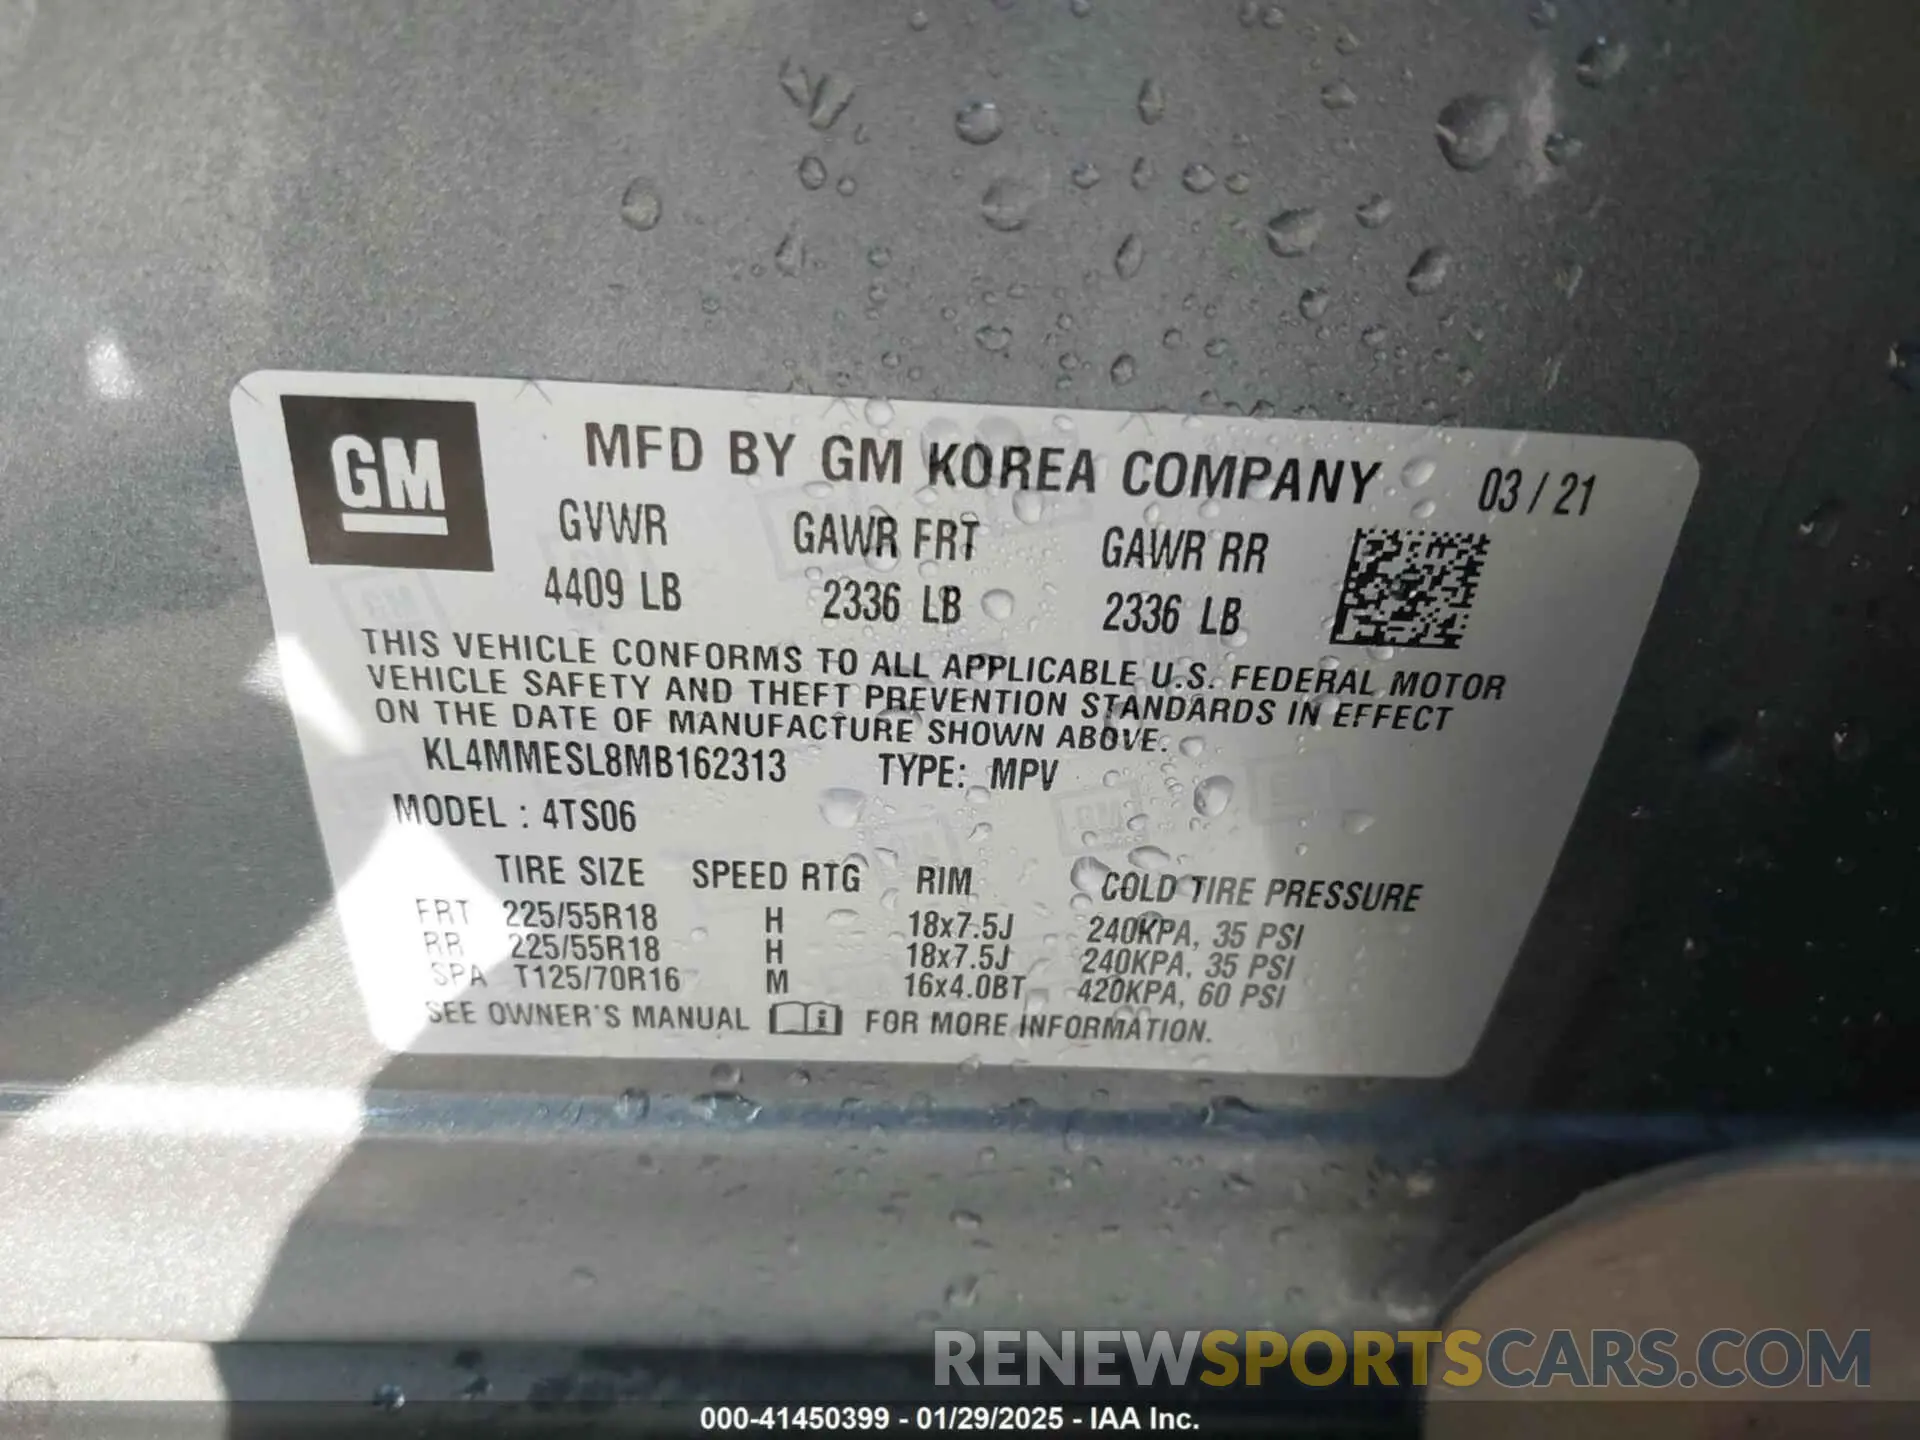 GM
MFD BY GM KOREA COMPANY 03 / 21
GVWR GAWR FRT GAWR RR
4409 LB 2336 LB 2336 LB
THIS VEHICLE CONFORMS TO ALL APPLICABLE U.S. FEDERAL MOTOR
VEHICLE SAFETY AND THEFT PREVENTION STANDARDS IN EFFECT
ON THE DATE OF MANUFACTURE SHOWN ABOVE.
KL4MMESL8MB162313 TYPE: MPV
MODEL : 4TS06
TIRE SIZE SPEED RTG RIM COLD TIRE PRESSURE
FRT 225/55R18 H 18x7.5J 240KPA, 35 PSI
RR 225/55R18 H 18x7.5J 240KPA, 35 PSI
SPA T125/70R16 M 16x4.0BT 420KPA, 60 PSI
SEE OWNER'S MANUAL i FOR MORE INFORMATION.
RENEWSPORTSCARS.COM
000-41450399 - 01/29/2025 - IAA Inc.